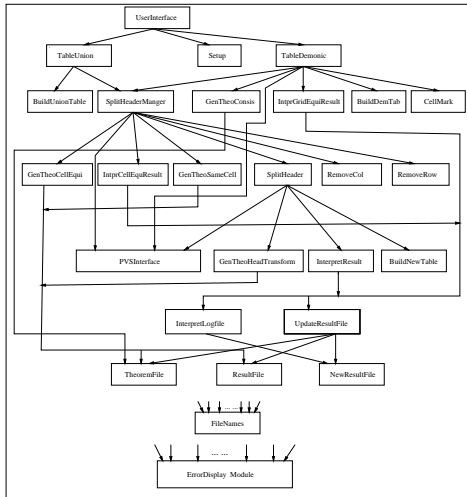 UserInterface
TableUnion
Setup
TableDemonic
BuildUnionTable
SplitHeaderManger
GenTheoConsis
IntprGridEquiResult
BuildDemTab
CellMark
GenTheoCellEqui
IntprCellEquResult
GenTheoSameCell
SplitHeader
RemoveCol
RemoveRow
PVSInterface
GenTheoHeadTransform
InterpretResult
BuildNewTable
InterpretLogfile
UpdateResultFile
TheoremFile
ResultFile
NewResultFile
... ...
FileNames
... ...
ErrorDisplay Module